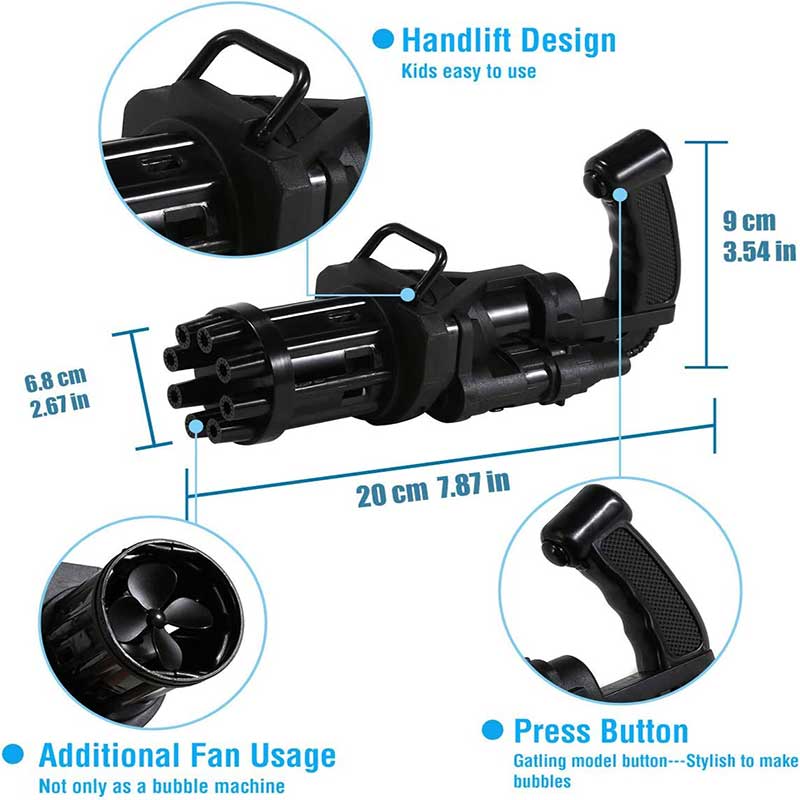 Handlift Design
Kids easy to use
9 cm
3.54 in
6.8 cm
2.67 in
20 cm 7.87 in
Additional Fan Usage
Not only as a bubble machine
Press Button
Gatling model button---Stylish to make
bubbles